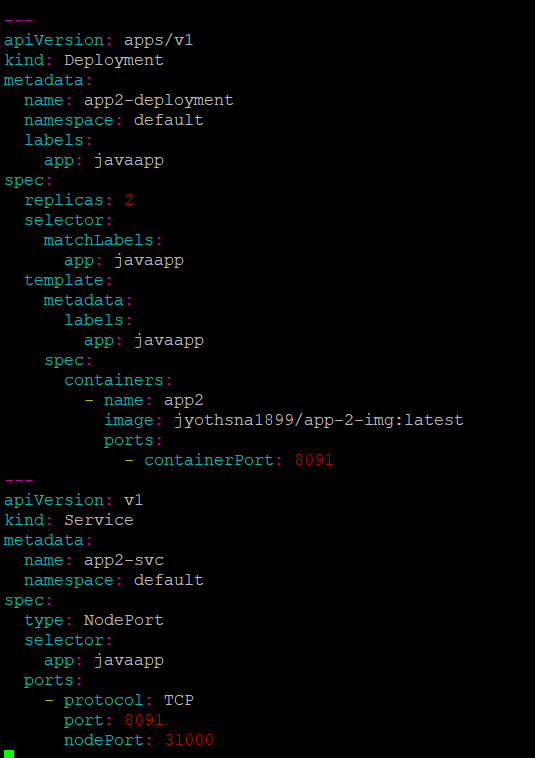 ---
apiVersion: apps/v1
kind: Deployment
metadata:
  name: app2-deployment
  namespace: default
  labels:
    app: javaapp
spec:
  replicas: 2
  selector:
    matchLabels:
      app: javaapp
  template:
    metadata:
      labels:
        app: javaapp
    spec:
      containers:
        - name: app2
          image: jyothsna1899/app-2-img:latest
          ports:
            - containerPort: 8091
---
apiVersion: v1
kind: Service
metadata:
  name: app2-svc
  namespace: default
spec:
  type: NodePort
  selector:
    app: javaapp
  ports:
    - protocol: TCP
      port: 8091
      nodePort: 31000